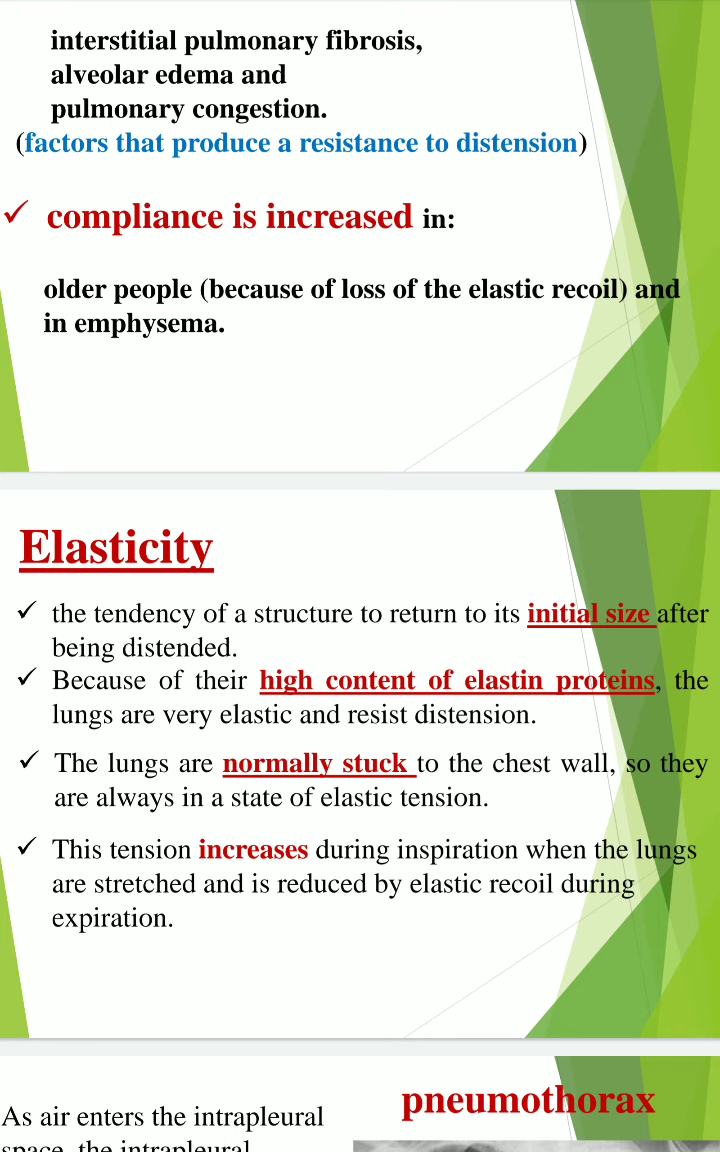 interstitial pulmonary fibrosis,
alveolar edema and
pulmonary congestion.
(factors that produce a resistance to distension)
✓ compliance is increased in:
older people (because of loss of the elastic recoil) and
in emphysema.
Elasticity
✓ the tendency of a structure to return to its initial size after
being distended.
✓ Because of their high content of elastin proteins, the
lungs are very elastic and resist distension.
✓ The lungs are normally stuck to the chest wall, so they
are always in a state of elastic tension.
✓ This tension increases during inspiration when the lungs
are stretched and is reduced by elastic recoil during
expiration.
pneumothorax
As air enters the intrapleural
space, the intrapleural